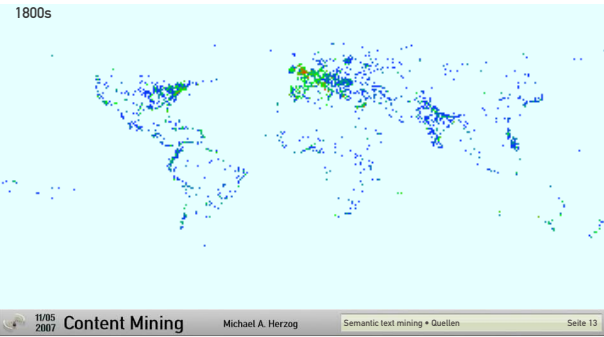 1800s
11/05
2007
Content Mining
Michael A. Herzog
Semantic text mining • Quellen
Seite 13